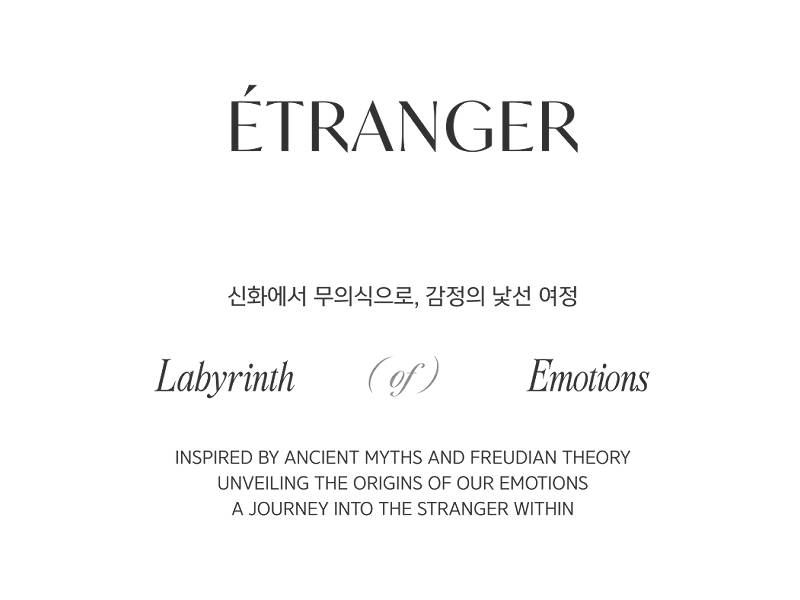 ÉTRANGER
신화에서 무의식으로, 감정의 낯선 여정
Labyrinth (of) Emotions
INSPIRED BY ANCIENT MYTHS AND FREUDIAN THEORY
UNVEILING THE ORIGINS OF OUR EMOTIONS
A JOURNEY INTO THE STRANGER WITHIN